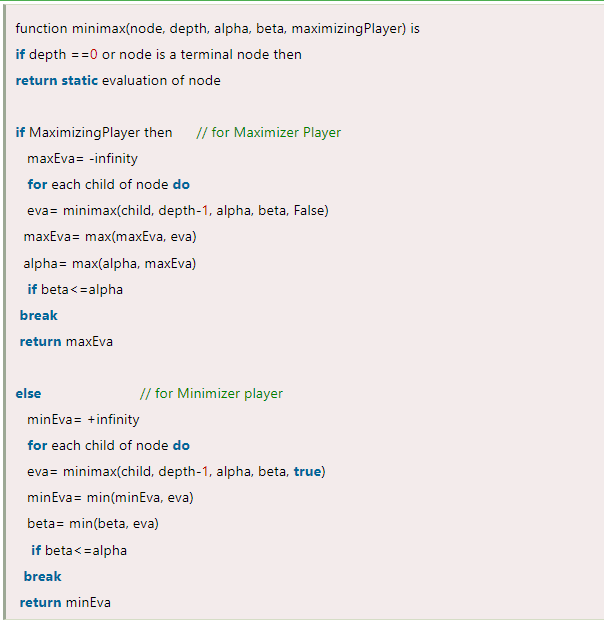 function minimax(node, depth, alpha, beta, maximizingPlayer) is
if depth ==0 or node is a terminal node then
return static evaluation of node
if MaximizingPlayer then // for Maximizer Player
maxEva= -infinity
for each child of node do
eva= minimax(child, depth-1, alpha, beta, False)
maxEva= max(maxEva, eva)
alpha= max(alpha, maxEva)
if beta<=alpha
break
return maxEva
else // for Minimizer player
minEva= +infinity
for each child of node do
eva= minimax(child, depth-1, alpha, beta, true)
minEva= min(minEva, eva)
beta= min(beta, eva)
if beta<=alpha
break
return minEva